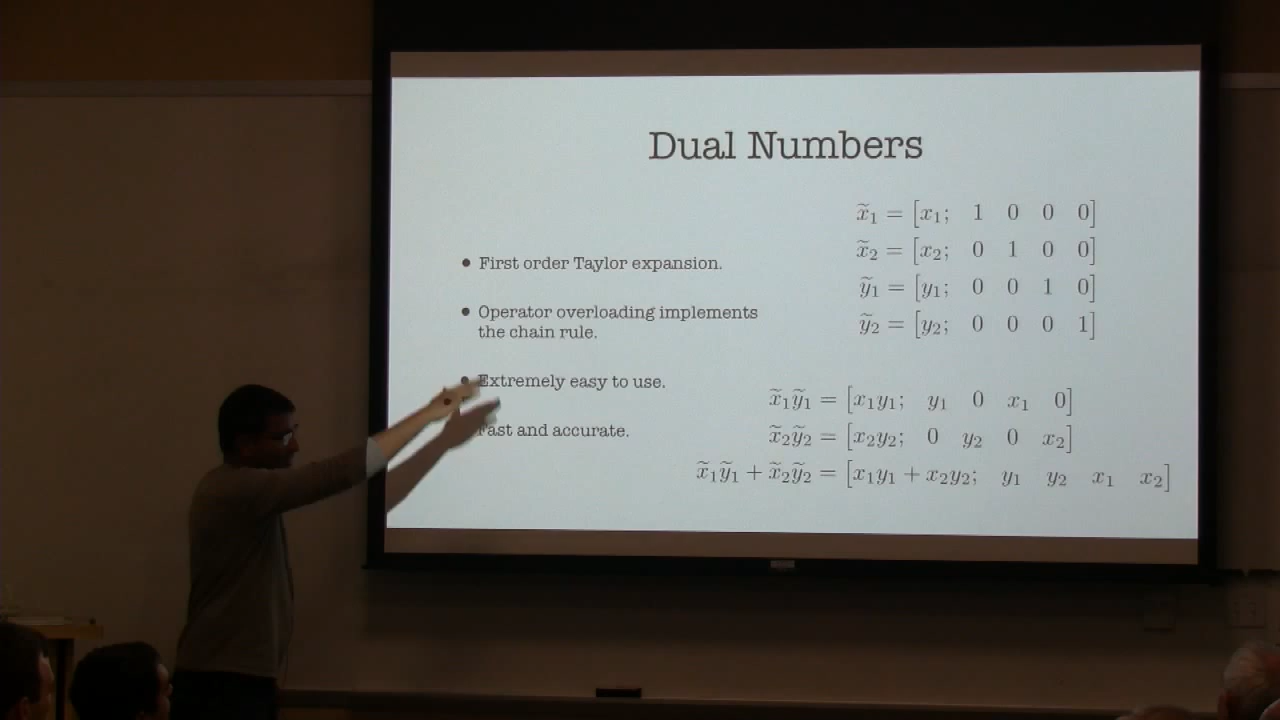 Dual Numbers
• First order Taylor expansion.
• Operator overloading implements
the chain rule.
• Extremely easy to use.
Fast and accurate.
x̃₁ = [x₁; 1 0 0 0]
x̃₂ = [x₂; 0 1 0 0]
ỹ₁ = [y₁; 0 0 1 0]
ỹ₂ = [y₂; 0 0 0 1]
x̃₁ỹ₁ = [x₁y₁; y₁ 0 x₁ 0]
x̃₂ỹ₂ = [x₂y₂; 0 y₂ 0 x₂]
x̃₁ỹ₁ + x̃₂ỹ₂ = [x₁y₁ + x₂y₂; y₁ y₂ x₁ x₂]